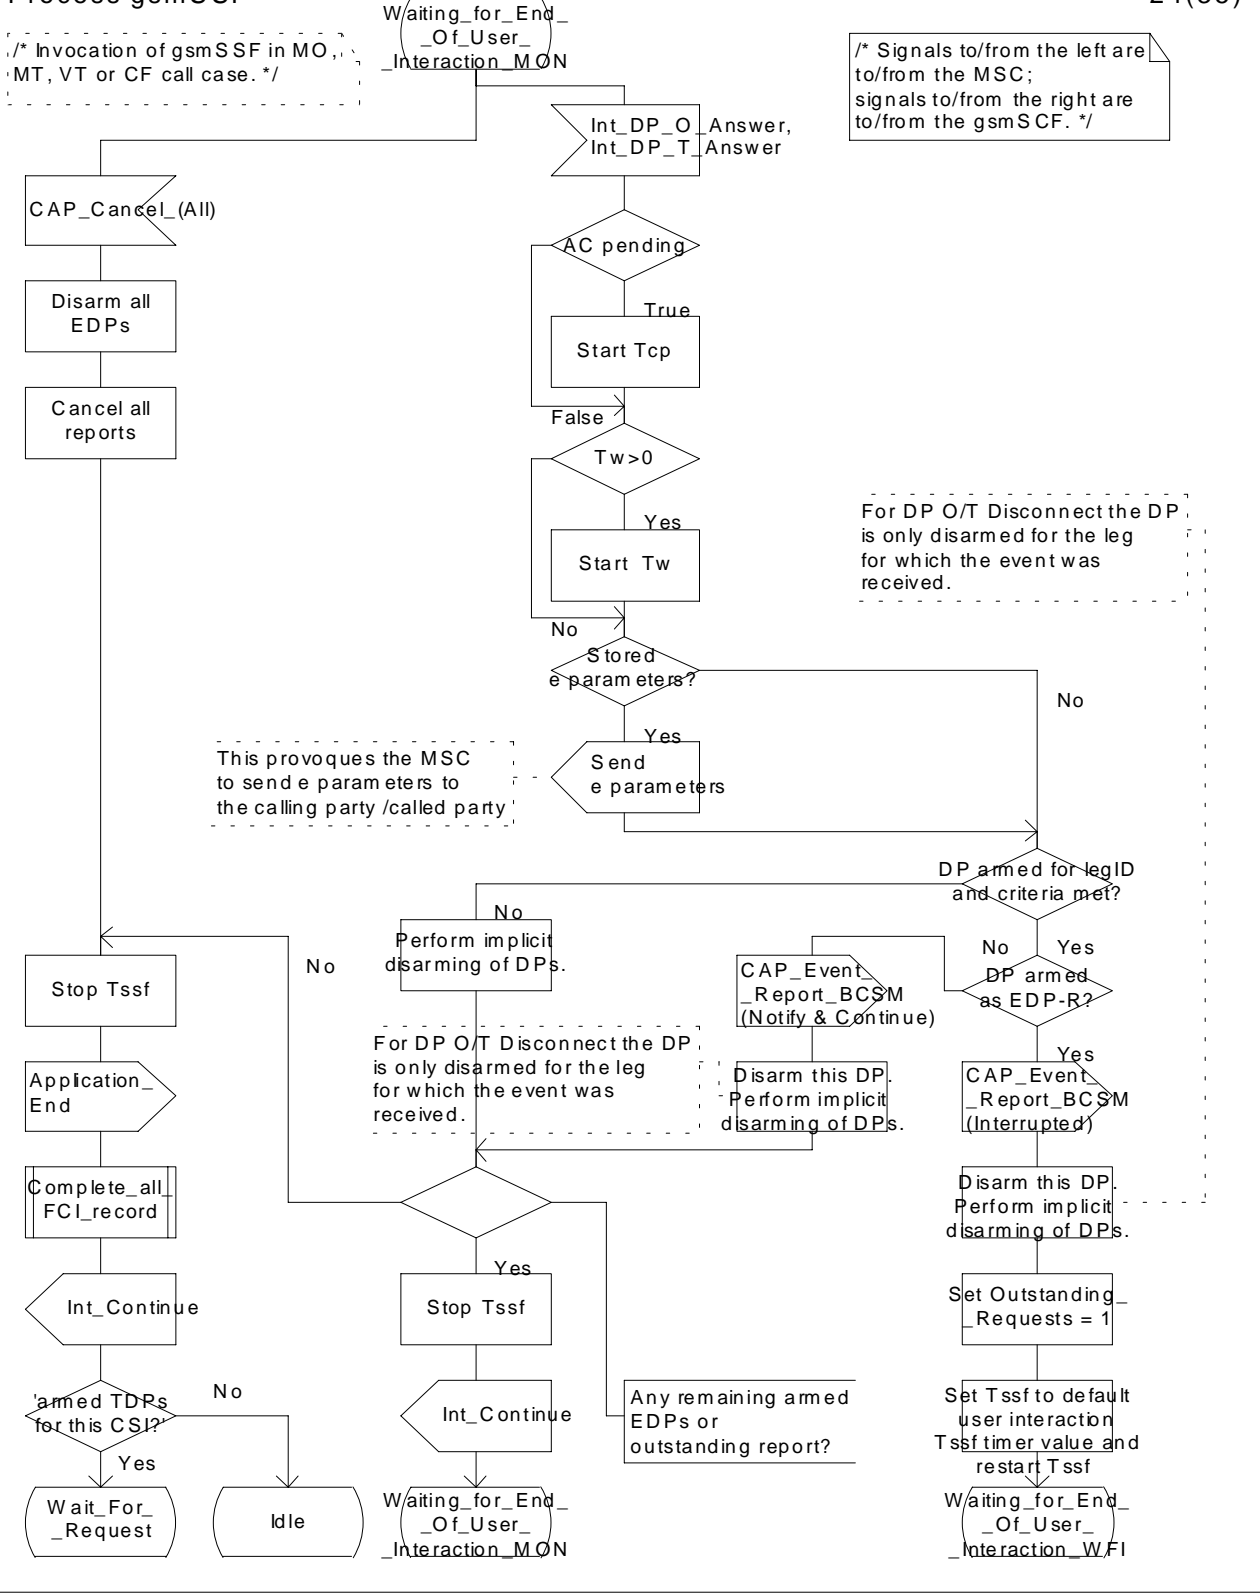 Waiting_for_End_
_Of_User_
_Interaction_MON
/* Invocation of gsmSSF in MO,
MT, VT or CF call case. */
/* Signals to/from the left are
to/from the MSC;
signals to/from the right are
to/from the gsmSCF. */
Int_DP_O_Answer,
Int_DP_T_Answer
CAP_Cancel_(All)
AC pending
Disarm all
EDPs
True
Start Tcp
Cancel all
reports
False
Tw>0
Yes
Start Tw
No
For DP O/T Disconnect the DP
is only disarmed for the leg
for which the event was
received.
Stored
e parameters?
No
Yes
Send
e parameters
This provoques the MSC
to send e parameters to
the calling party /called party
DP armed for legID
and criteria met?
No
Perform implicit
disarming of DPs.
No
Yes
No
DP armed
as EDP-R?
CAP_Event_
_Report_BCSM
(Notify & Continue)
Stop Tssf
For DP O/T Disconnect the DP
is only disarmed for the leg
for which the event was
received.
Yes
Disarm this DP.
Perform implicit
disarming of DPs.
CAP_Event_
_Report_BCSM
(Interrupted)
Application_
End
Complete_all_
FCI_record
Disarm this DP.
Perform implicit
disarming of DPs.
Yes
Int_Continue
Stop Tssf
Set Outstanding_
_Requests = 1
'armed TDPs
for this CSI?'
No
Int_Continue
Any remaining armed
EDPs or
outstanding report?
Set Tssf to default
user interaction
Tssf timer value and
restart Tssf
Yes
Wait_For_
_Request
Idle
Waiting_for_End_
_Of_User_
_Interaction_MON
Waiting_for_End_
_Of_User_
_Interaction_WFI